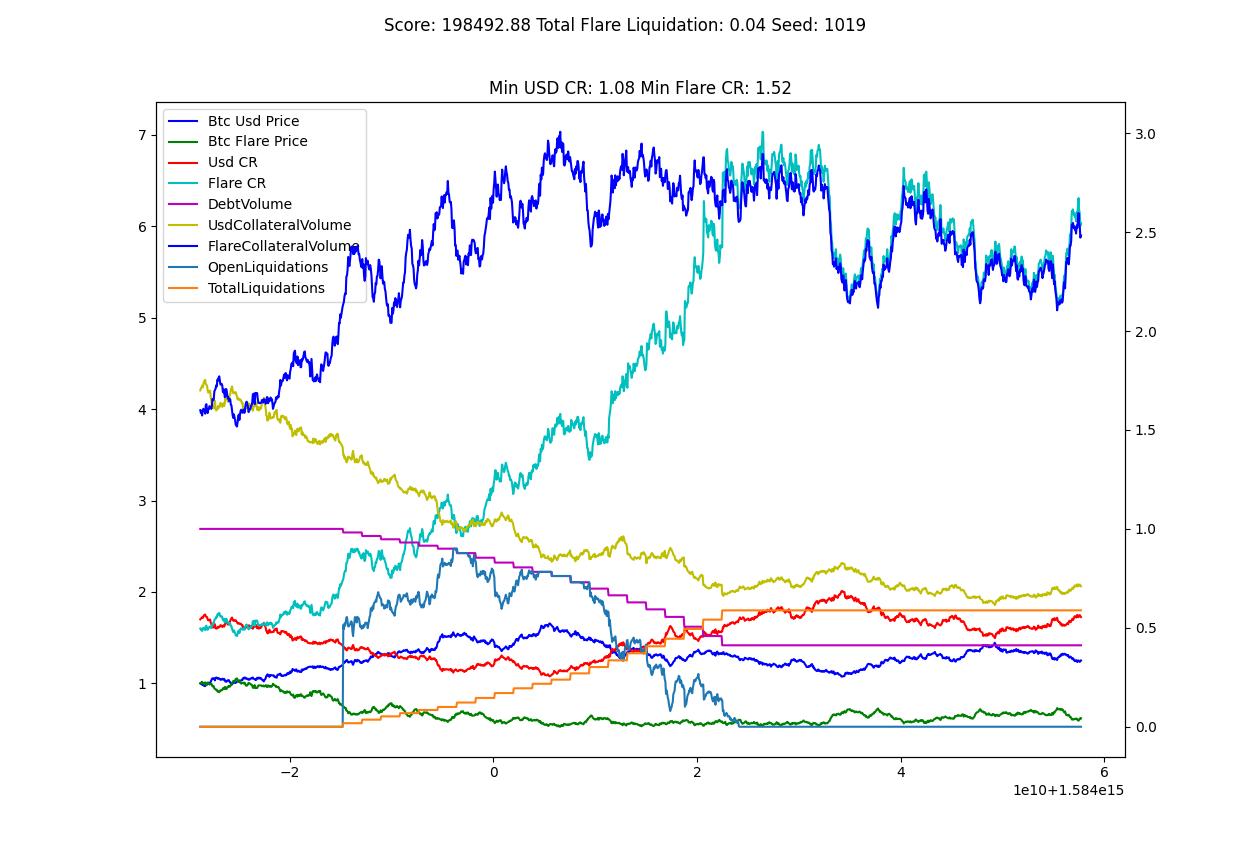 Score: 198492.88 Total Flare Liquidation: 0.04 Seed: 1019
Min USD CR: 1.08 Min Flare CR: 1.52
Btc Usd Price
Btc Flare Price
Usd CR
Flare CR
DebtVolume
UsdCollateralVolume
FlareCollateralVolume
OpenLiquidations
TotalLiquidations
7
6
5
4
3
2
1
3.0
2.5
2.0
1.5
1.0
0.5
0.0
−2 0 2 4 6
1e10+1.584e15